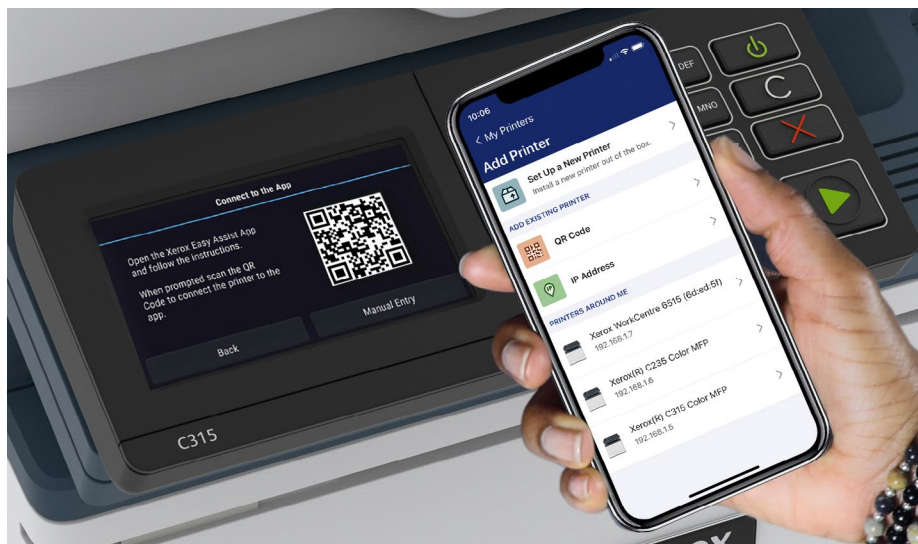 Connect to the App
Open the Xerox Easy Assist App
and follow the instructions.
When prompted scan the QR
Code to connect the printer to the
app.
Back
Manual Entry
C315
10:06
< My Printers
Add Printer
Set Up a New Printer
Install a new printer out of the box.
ADD EXISTING PRINTER
QR Code
IP
IP Address
PRINTERS AROUND ME
Xerox WorkCentre 6515 (6d:ed:5f)
192.168.1.7
Xerox(R) C235 Color MFP
192.168.1.6
Xerox(R) C315 Color MFP
192.168.1.5
DEF
MNO
C